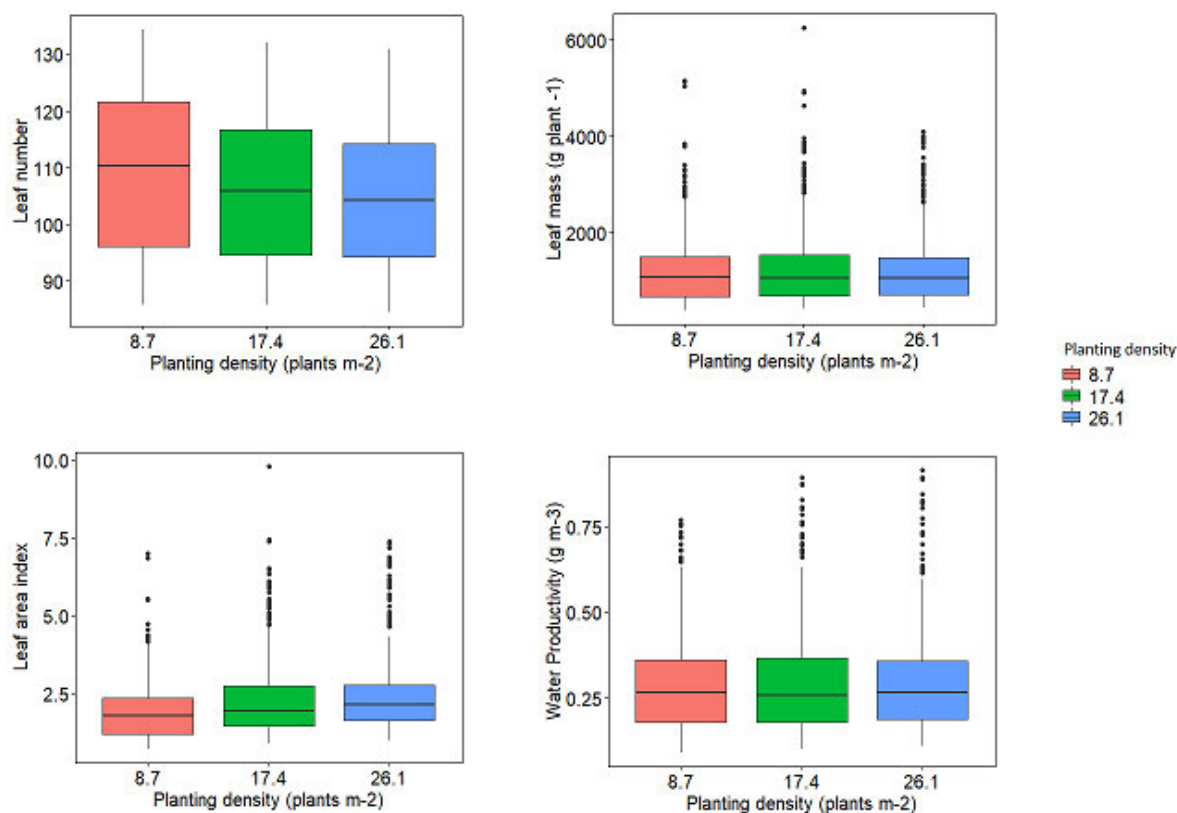 Leaf number
130
120
110
100
90
8.7 17.4 26.1
Planting density (plants m-2)
Leaf mass (g plant -1)
6000
4000
2000
8.7 17.4 26.1
Planting density (plants m-2)
Planting density
8.7
17.4
26.1
Leaf area index
10.0
7.5
5.0
2.5
8.7 17.4 26.1
Planting density (plants m-2)
Water Productivity (g m-3)
0.75
0.50
0.25
8.7 17.4 26.1
Planting density (plants m-2)